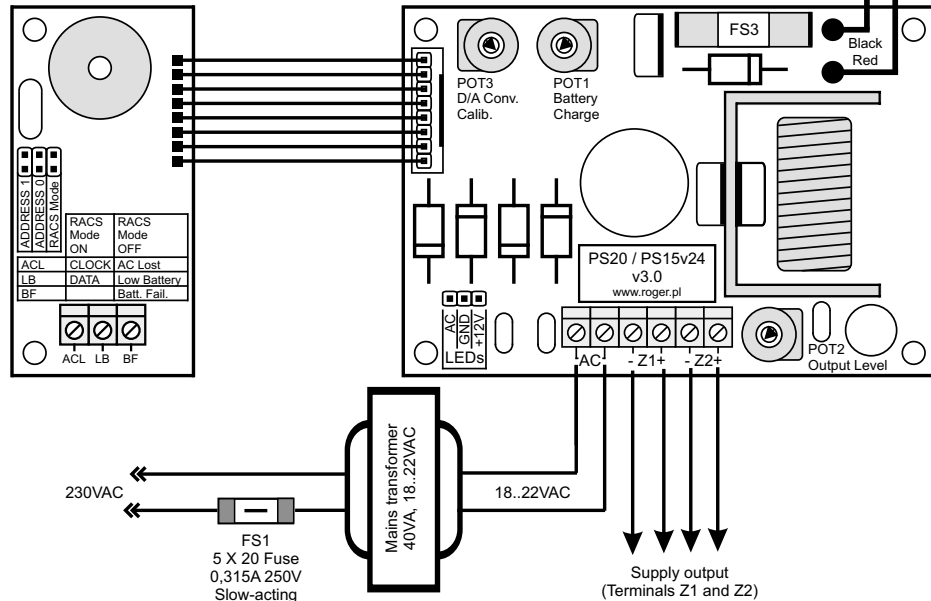 FS3
Black
Red
POT3
D/A Conv.
Calib.
POT1
Battery
Charge
ADDRESS 1
ADDRESS 0
RACS Mode
RACS
Mode
ON
RACS
Mode
OFF
ACL CLOCK AC Lost
LB DATA Low Battery
BF Batt. Fail.
ACL LB BF
PS20 / PS15v24
v3.0
www.roger.pl
AC
GND
+12V
LEDs
AC - Z1+ - Z2+
POT2
Output Level
Mains transformer
40VA, 18..22VAC
230VAC
18..22VAC
FS1
5 X 20 Fuse
0,315A 250V
Slow-acting
Supply output
(Terminals Z1 and Z2)